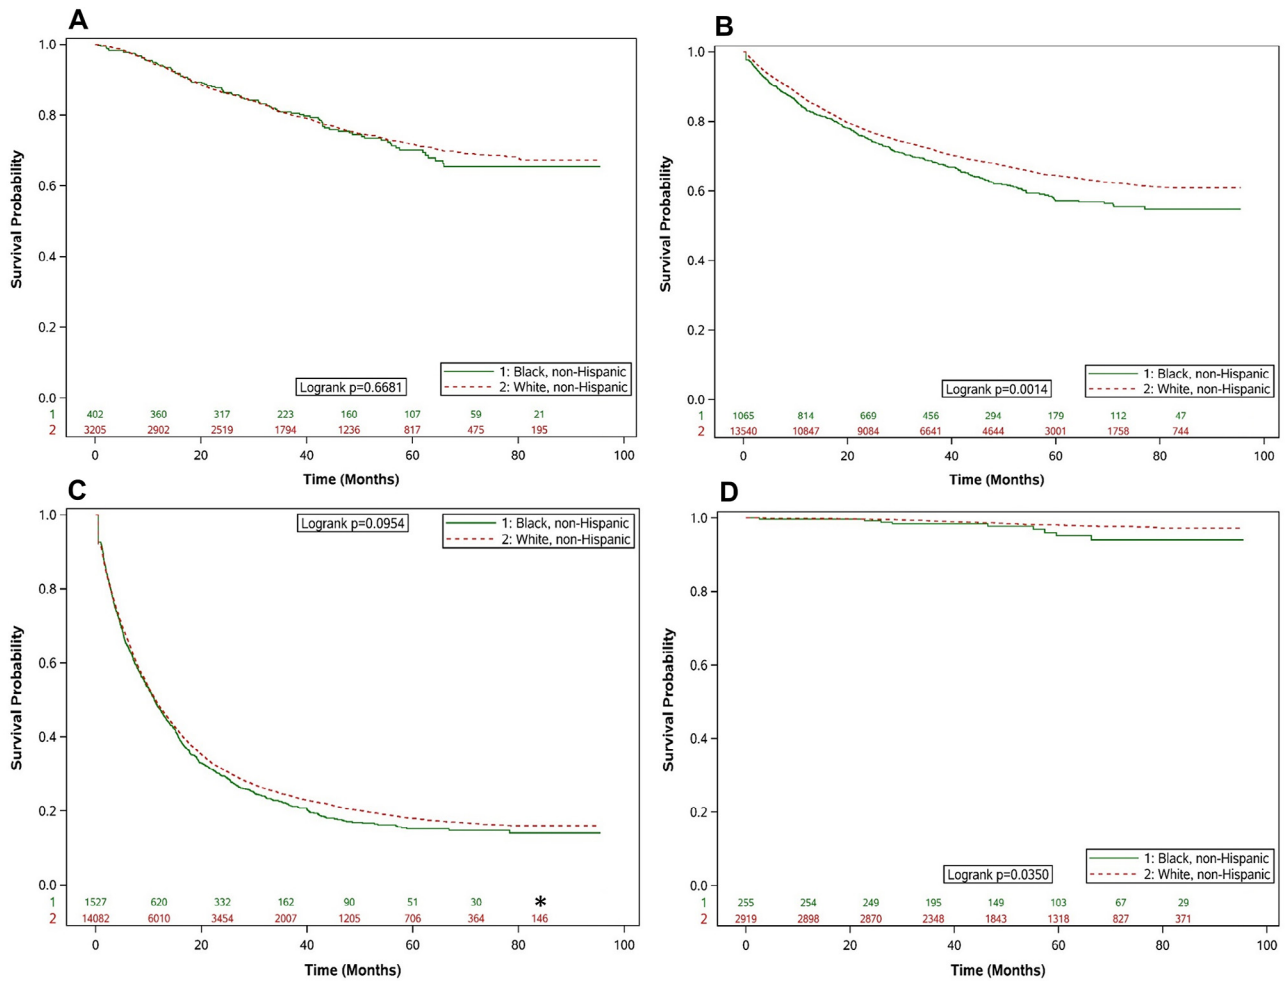 A
1.0
0.8
0.6
0.4
0.2
0.0
Survival Probability
Logrank p=0.6681
1: Black, non-Hispanic
2: White, non-Hispanic
1 402 360 317 223 160 107 59 21
2 3205 2902 2519 1794 1236 817 475 195
0 20 40 60 80 100
Time (Months)
B
1.0
0.8
0.6
0.4
0.2
0.0
Survival Probability
Logrank p=0.0014
1: Black, non-Hispanic
2: White, non-Hispanic
1 1065 814 669 456 294 179 112 47
2 13540 10847 9084 6641 4644 3001 1758 744
0 20 40 60 80 100
Time (Months)
C
1.0
0.8
0.6
0.4
0.2
0.0
Survival Probability
Logrank p=0.0954
1: Black, non-Hispanic
2: White, non-Hispanic
1 1527 620 332 162 90 51 30 *
2 14082 6010 3454 2007 1205 706 364 146
0 20 40 60 80 100
Time (Months)
D
1.0
0.8
0.6
0.4
0.2
0.0
Survival Probability
Logrank p=0.0350
1: Black, non-Hispanic
2: White, non-Hispanic
1 255 254 249 195 149 103 67 29
2 2919 2898 2870 2348 1843 1318 827 371
0 20 40 60 80 100
Time (Months)